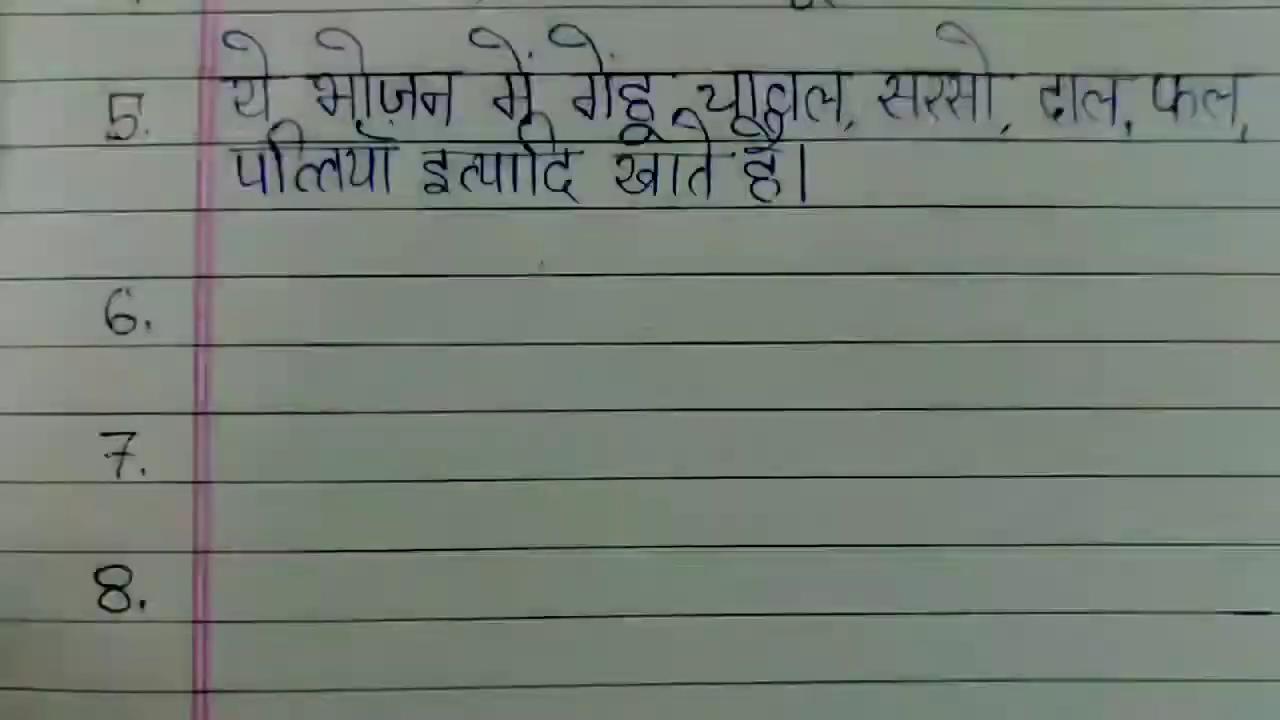 5. ये भोजन में गेहू, चावल, सरसो, दाल, फल,
पत्तियाँ इत्यादि खाते है।
6.
7.
8.